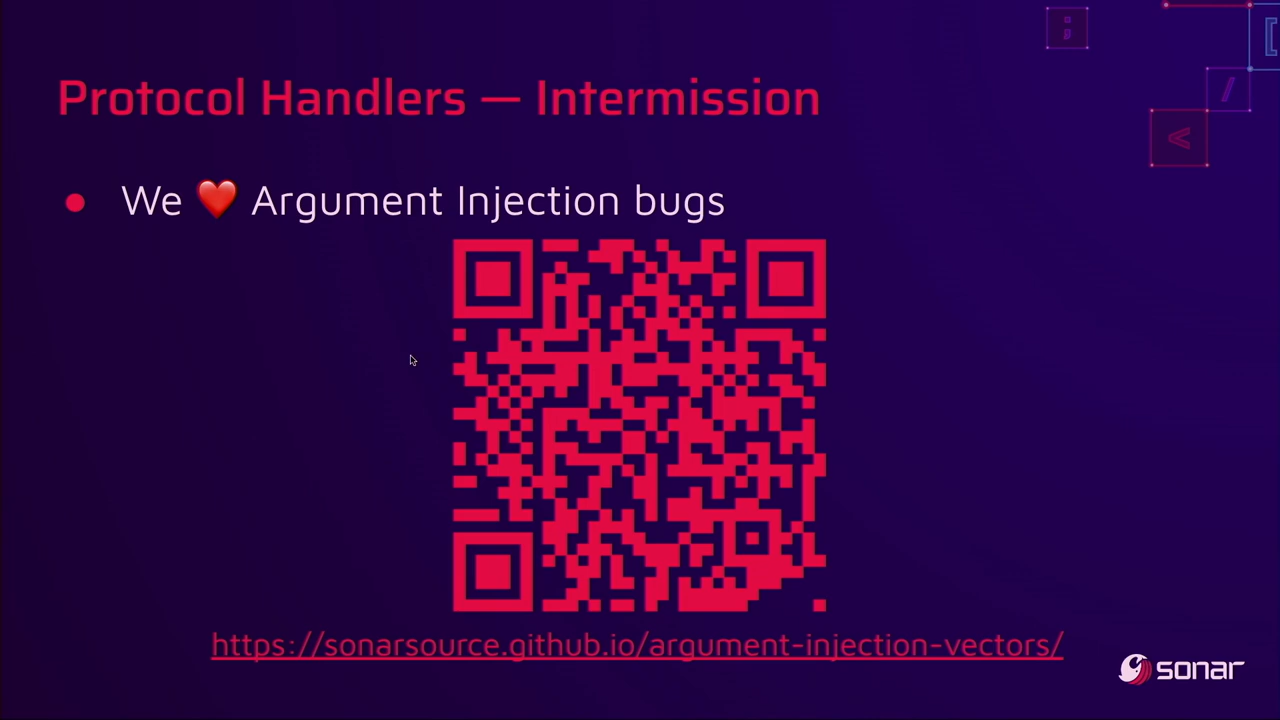 Protocol Handlers — Intermission
● We ❤️ Argument Injection bugs
https://sonarsource.github.io/argument-injection-vectors/
sonar
;
[
/
<